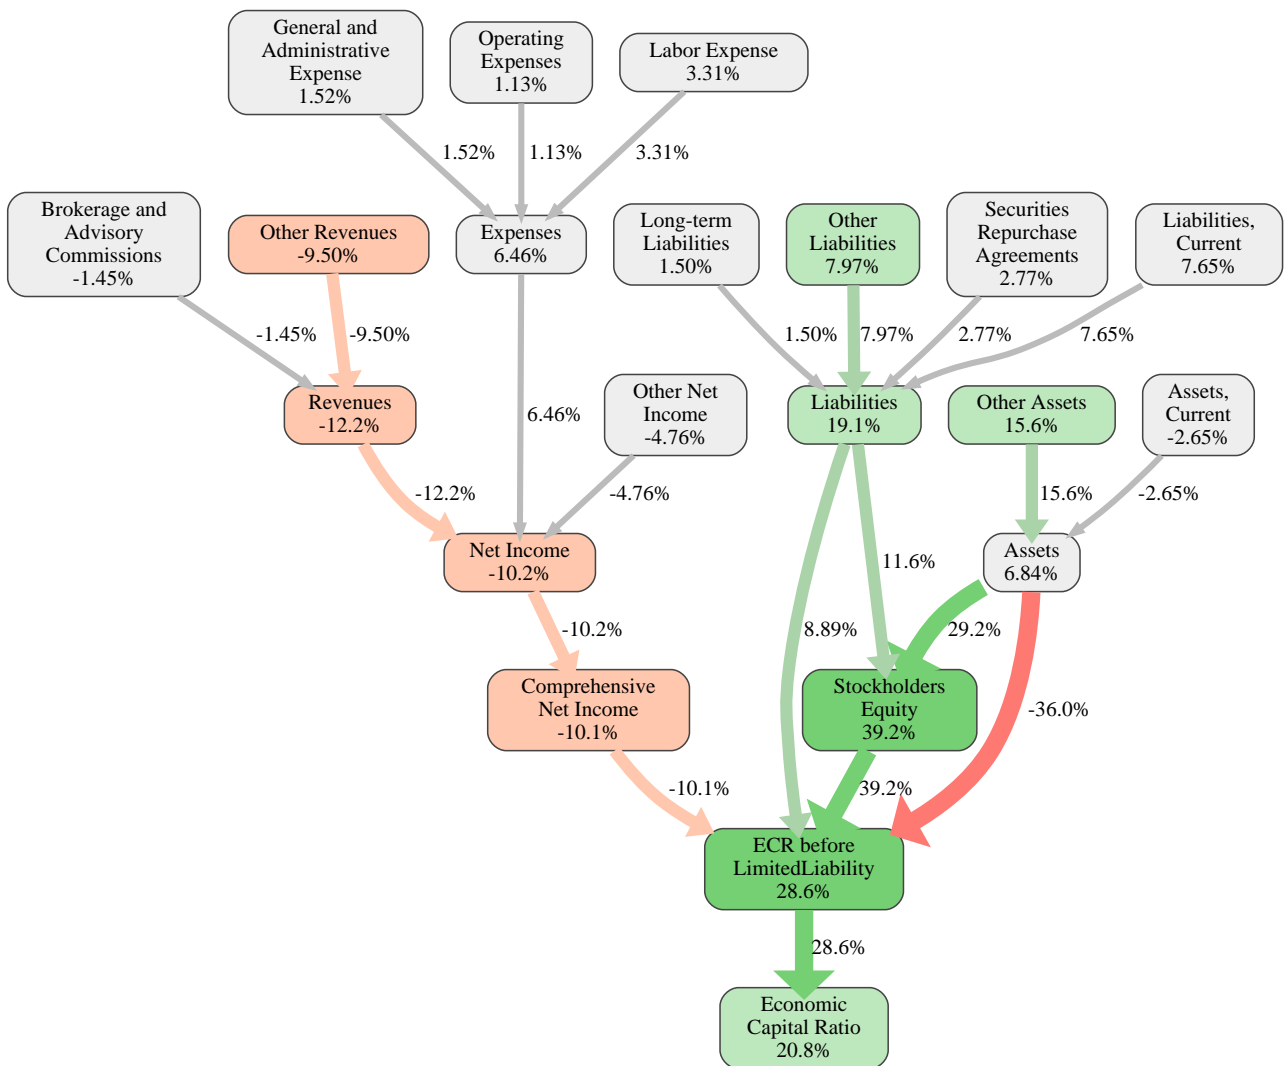 General and
Administrative
Expense
1.52%
Operating
Expenses
1.13%
Labor Expense
3.31%
1.52%
1.13%
3.31%
Brokerage and
Advisory
Commissions
-1.45%
Other Revenues
-9.50%
Expenses
6.46%
Long-term
Liabilities
1.50%
Other
Liabilities
7.97%
Securities
Repurchase
Agreements
2.77%
Liabilities,
Current
7.65%
-1.45%
-9.50%
1.50%
7.97%
2.77%
7.65%
Revenues
-12.2%
6.46%
Other Net
Income
-4.76%
Liabilities
19.1%
Other Assets
15.6%
Assets,
Current
-2.65%
-12.2%
-4.76%
15.6%
-2.65%
Net Income
-10.2%
11.6%
Assets
6.84%
-10.2%
8.89%
29.2%
Comprehensive
Net Income
-10.1%
Stockholders
Equity
39.2%
-36.0%
-10.1%
39.2%
ECR before
LimitedLiability
28.6%
28.6%
Economic
Capital Ratio
20.8%